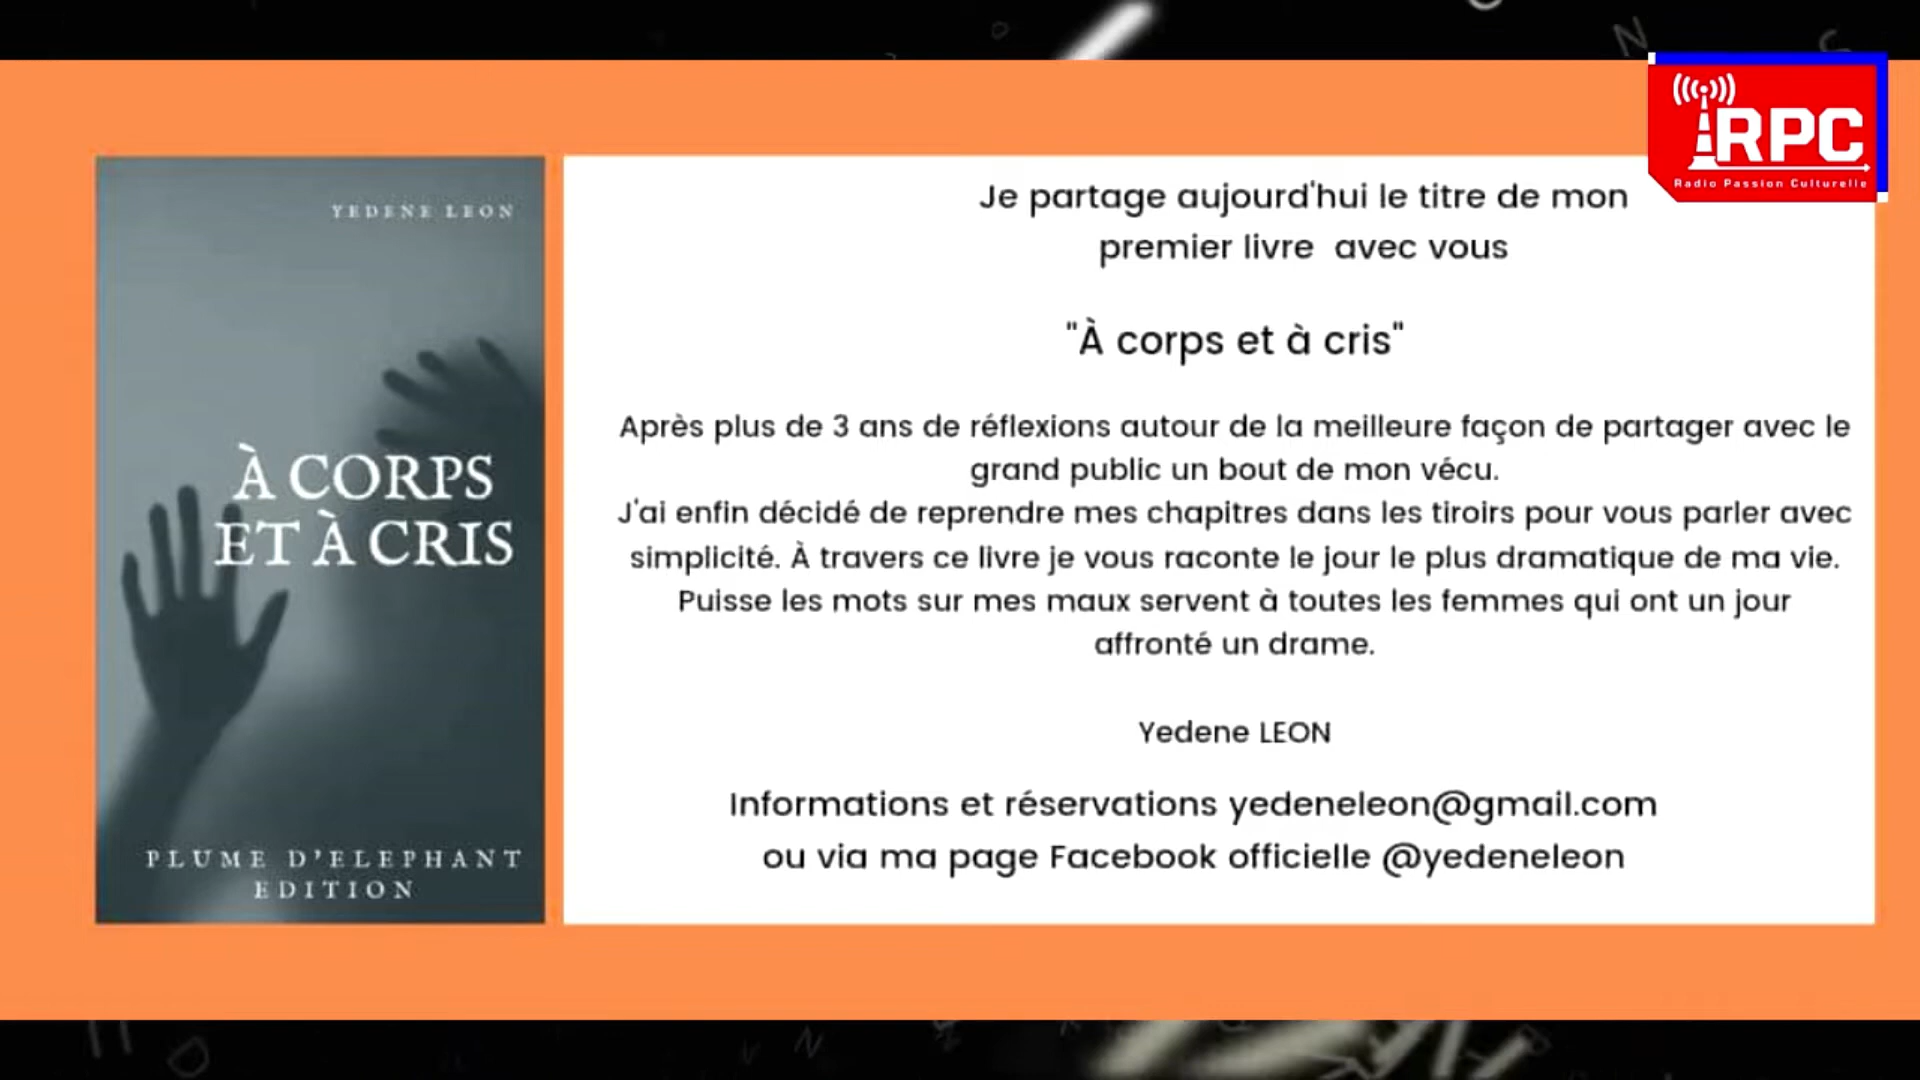 RPC
Radio Passion Culturelle
YEDENE LEON
À CORPS
ET À CRIS
PLUME D'ELEPHANT
EDITION
Je partage aujourd'hui le titre de mon
premier livre avec vous
"À corps et à cris"
Après plus de 3 ans de réflexions autour de la meilleure façon de partager avec le
grand public un bout de mon vécu.
J'ai enfin décidé de reprendre mes chapitres dans les tiroirs pour vous parler avec
simplicité. À travers ce livre je vous raconte le jour le plus dramatique de ma vie.
Puisse les mots sur mes maux servent à toutes les femmes qui ont un jour
affronté un drame.
Yedene LEON
Informations et réservations yedeneleon@gmail.com
ou via ma page Facebook officielle @yedeneleon